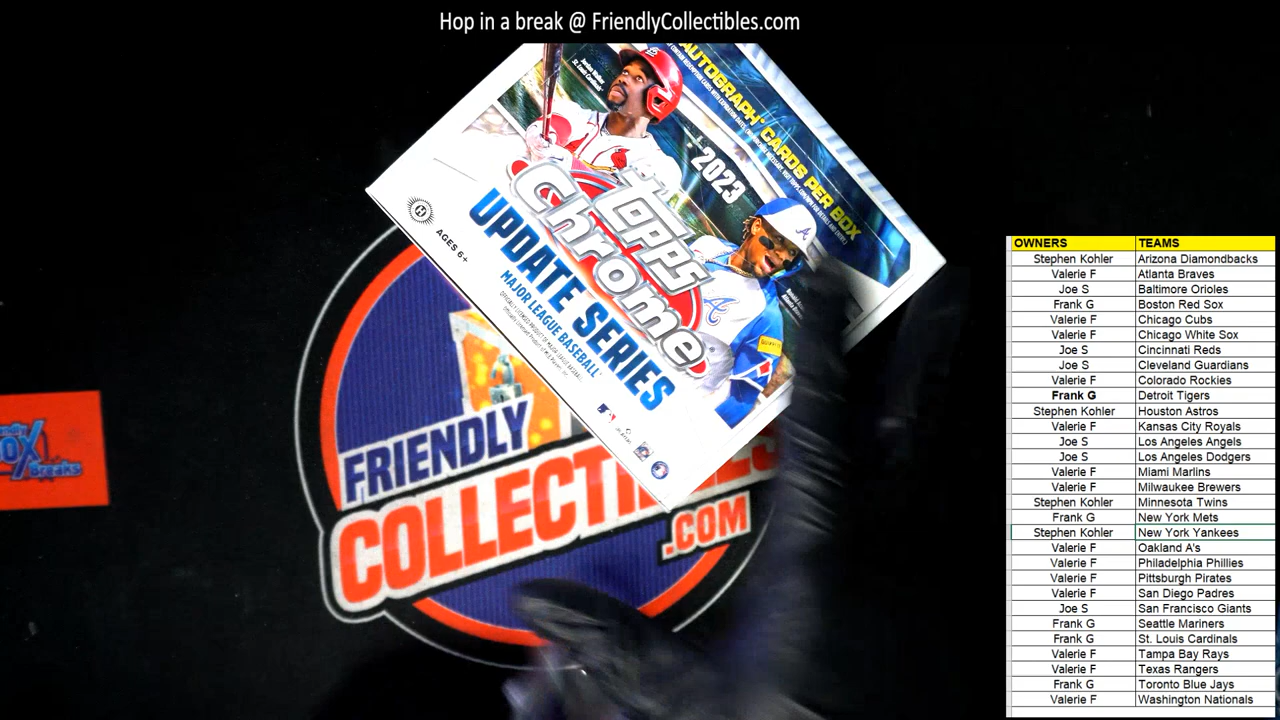 Hop in a break @ FriendlyCollectibles.com
AUTOGRAPH CARDS PER BOX
2023
Topps
Chrome
UPDATE SERIES
MAJOR LEAGUE BASEBALL
AGES 6+
FRIENDLY
COLLECTIBLES
.COM
BOX
Breaks
OWNERS TEAMS
Stephen Kohler Arizona Diamondbacks
Valerie F Atlanta Braves
Joe S Baltimore Orioles
Frank G Boston Red Sox
Valerie F Chicago Cubs
Valerie F Chicago White Sox
Joe S Cincinnati Reds
Joe S Cleveland Guardians
Valerie F Colorado Rockies
Frank G Detroit Tigers
Stephen Kohler Houston Astros
Valerie F Kansas City Royals
Joe S Los Angeles Angels
Joe S Los Angeles Dodgers
Valerie F Miami Marlins
Valerie F Milwaukee Brewers
Stephen Kohler Minnesota Twins
Frank G New York Mets
Stephen Kohler New York Yankees
Valerie F Oakland A's
Valerie F Philadelphia Phillies
Valerie F Pittsburgh Pirates
Valerie F San Diego Padres
Joe S San Francisco Giants
Frank G Seattle Mariners
Frank G St. Louis Cardinals
Valerie F Tampa Bay Rays
Valerie F Texas Rangers
Frank G Toronto Blue Jays
Valerie F Washington Nationals